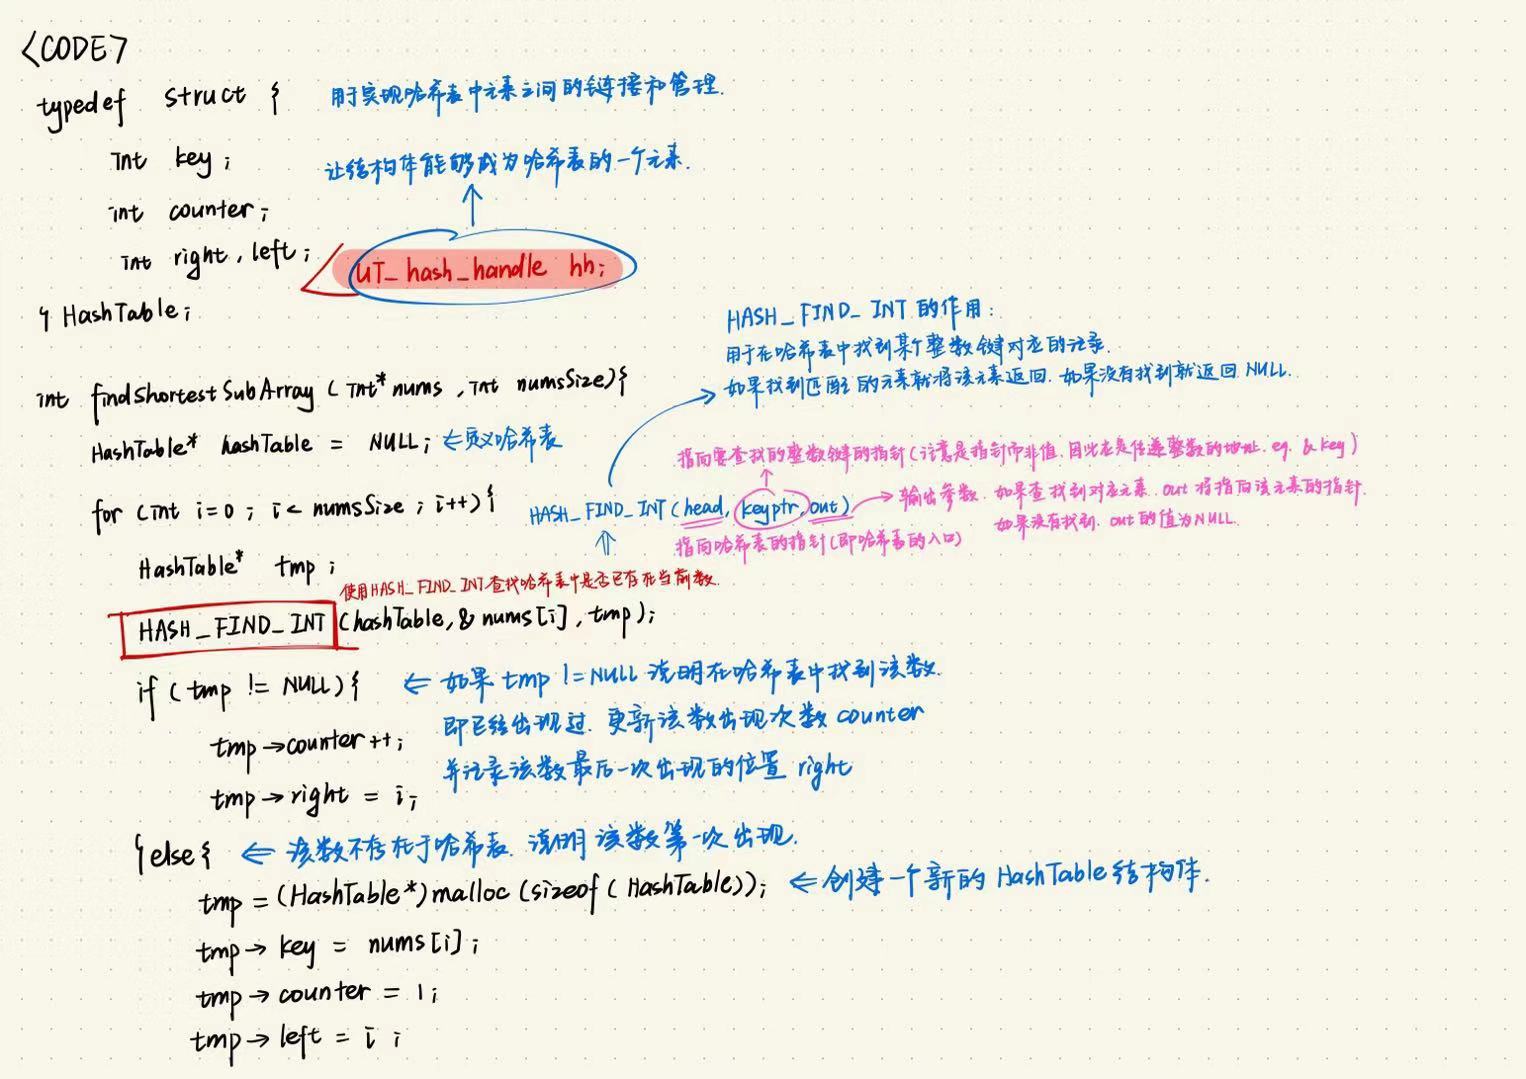 <CODE>
typedef struct {
用于实现哈希表中元素之间的链接和管理.
int key;
让结构体能够成为哈希表的一个元素.
int counter;
int right, left;
UT_hash_handle hh;
} HashTable;
HASH_FIND_INT 的作用:
用于在哈希表中找到某个整数键对应的记录.
如果找到匹配的元素就将该元素返回. 如果没有找到就返回 NULL.
int findShortestSubArray (int* nums, int numsSize){
HashTable* hashTable = NULL; ←定义哈希表
指向要查找的整数键的指针(注意是指针而非值. 因此应是传递整数的地址. eg. &key)
for (int i=0; i< numsSize; i++){
HASH_FIND_INT (head, keyptr, out) → 输出参数. 如果查找到对应元素. out 将指向该元素的指针.
如果没有找到. out的值为NULL.
指向哈希表的指针(即哈希表的入口)
HashTable* tmp;
使用HASH_FIND_INT查找哈希表中是否已存在当前数.
HASH_FIND_INT (hashTable, & nums[i], tmp);
if (tmp != NULL){ ⇐ 如果 tmp != NULL 说明在哈希表中找到该数.
即已经出现过. 更新该数出现次数 counter
tmp→counter++;
并记录该数最后一次出现的位置 right
tmp→right = i;
}else{ ⇐ 该数不存在于哈希表. 说明该数第一次出现.
tmp = (HashTable*)malloc (sizeof (HashTable)); ⇐ 创建一个新的 HashTable 结构体.
tmp→ key = nums[i];
tmp→ counter = 1;
tmp→ left = i;